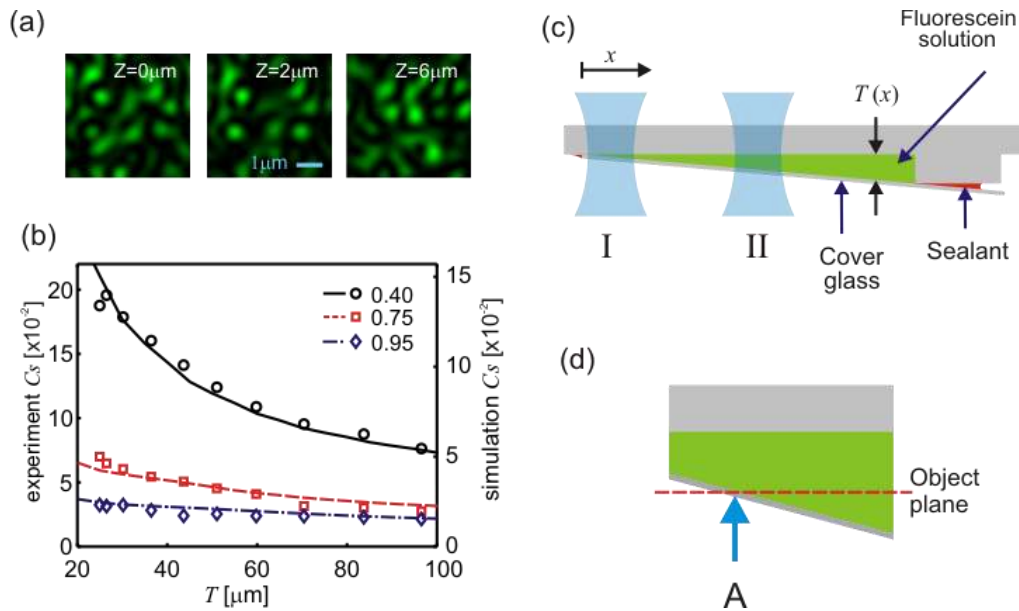 (a)
Z=0μm
Z=2μm
Z=6μm
1μm
(b)
experiment Cs [x10⁻²]
20
15
10
5
0
0.40
0.75
0.95
15
10
5
0
simulation Cs [x10⁻²]
20
40
60
80
100
T [μm]
(c)
Fluorescein
solution
x
T (x)
I
II
Cover
glass
Sealant
(d)
Object
plane
A